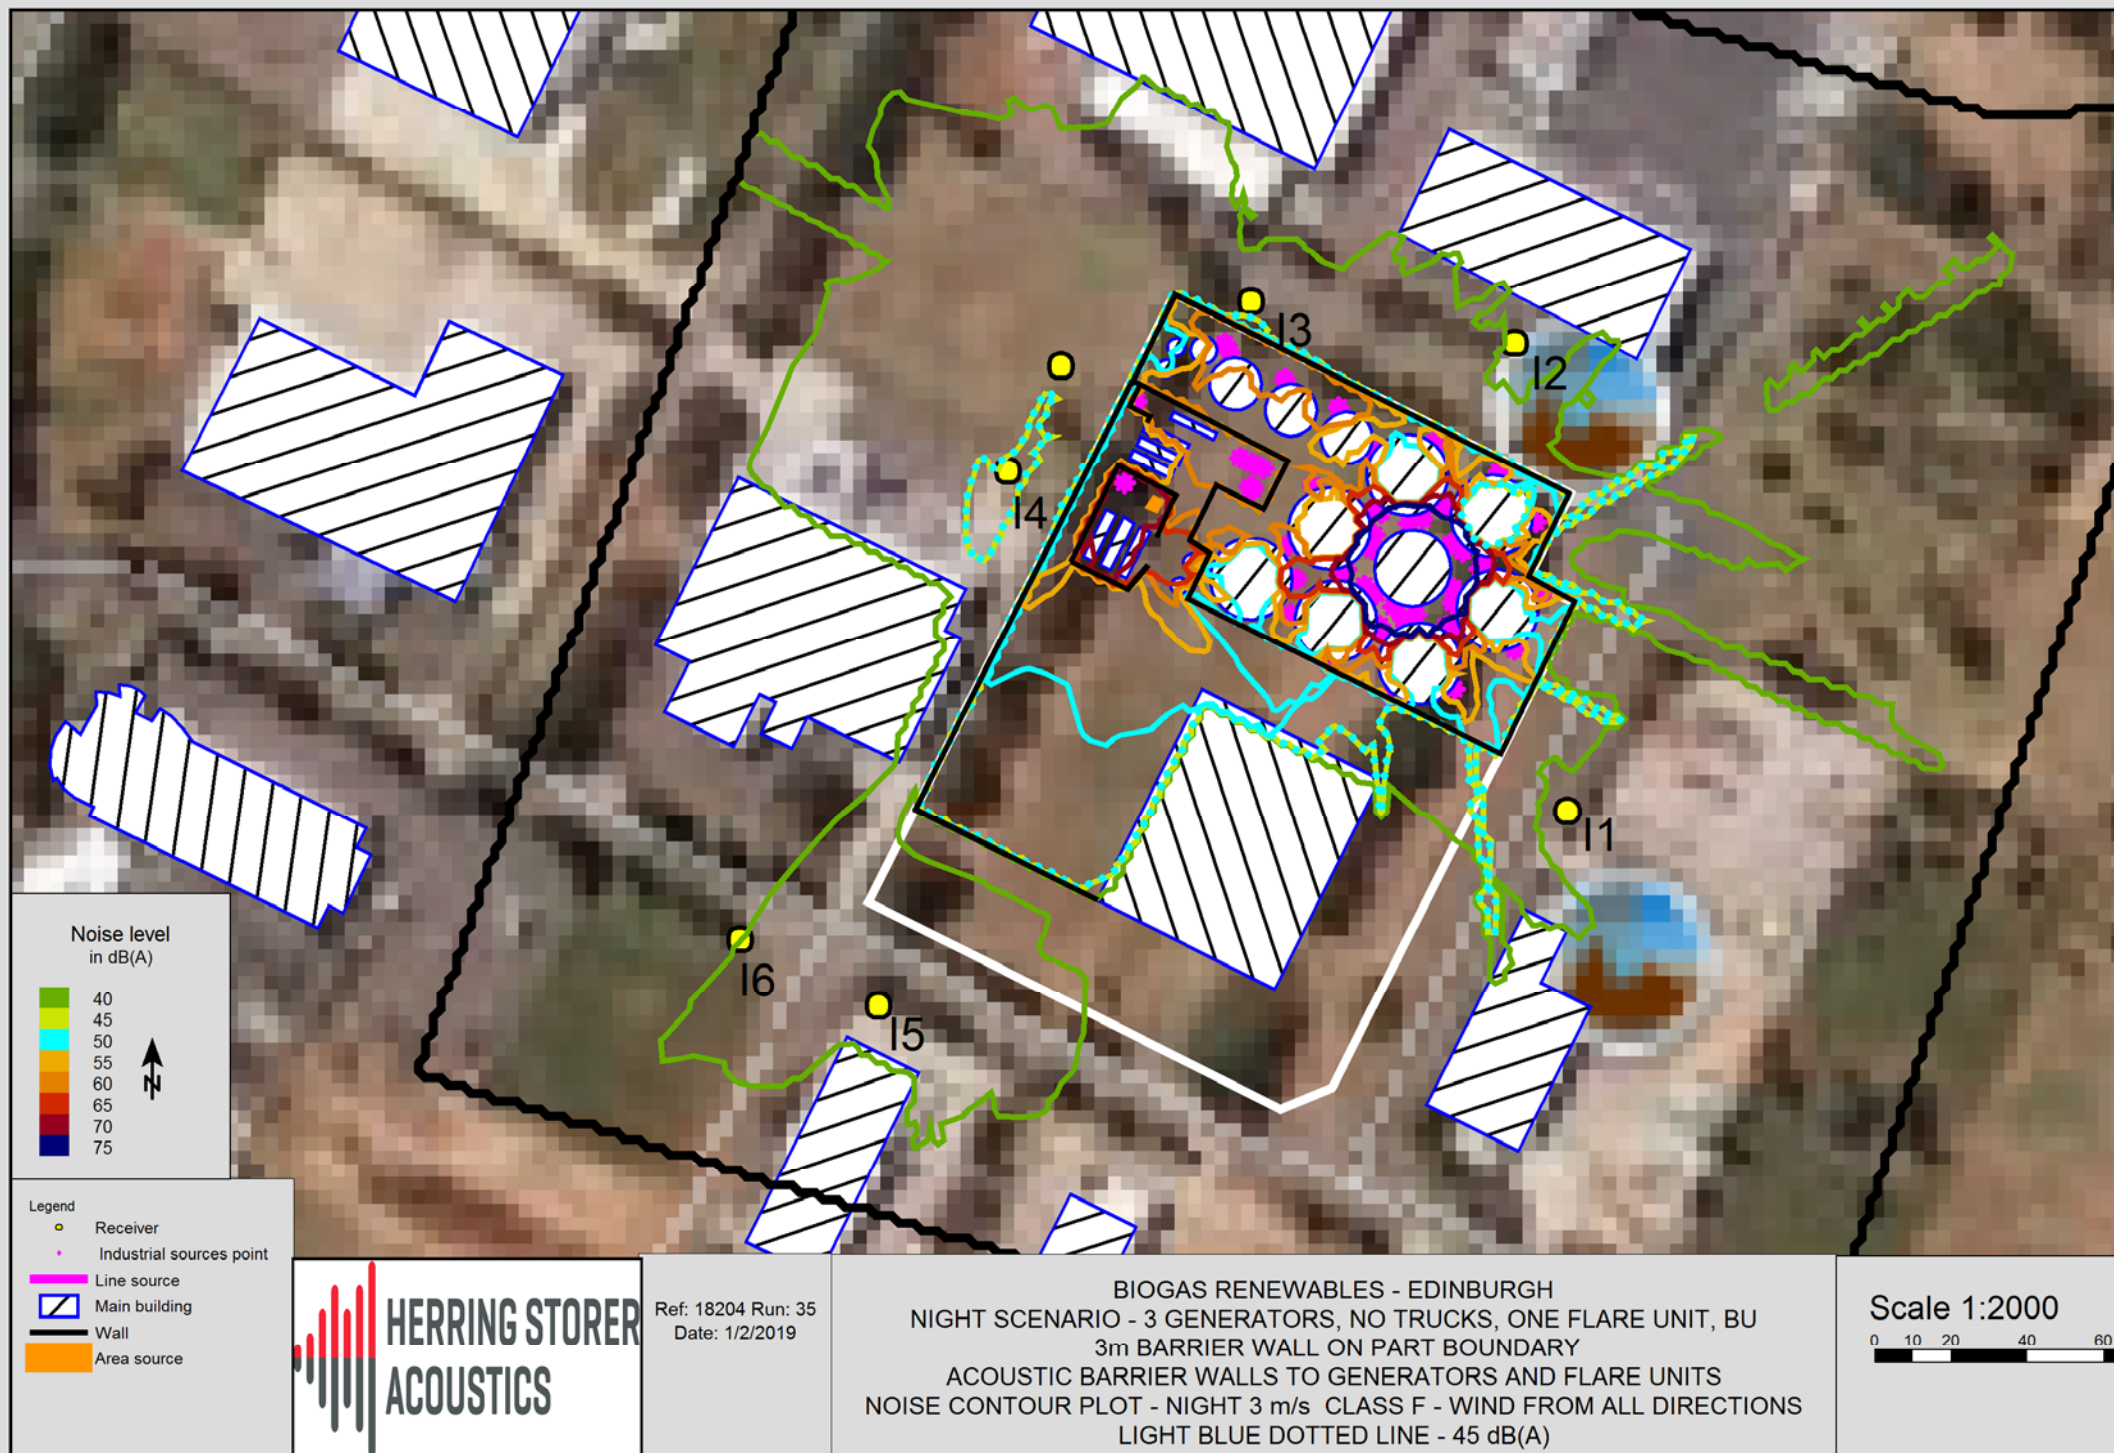 I3
I2
I4
I1
I6
I5
Noise level
in dB(A)
40
45
50
55
60
65
70
75
N
Legend
Receiver
Industrial sources point
Line source
Main building
Wall
Area source
HERRING STORER
ACOUSTICS
Ref: 18204 Run: 35
Date: 1/2/2019
BIOGAS RENEWABLES - EDINBURGH
NIGHT SCENARIO - 3 GENERATORS, NO TRUCKS, ONE FLARE UNIT, BU
3m BARRIER WALL ON PART BOUNDARY
ACOUSTIC BARRIER WALLS TO GENERATORS AND FLARE UNITS
NOISE CONTOUR PLOT - NIGHT 3 m/s CLASS F - WIND FROM ALL DIRECTIONS
LIGHT BLUE DOTTED LINE - 45 dB(A)
Scale 1:2000
0 10 20 40 60